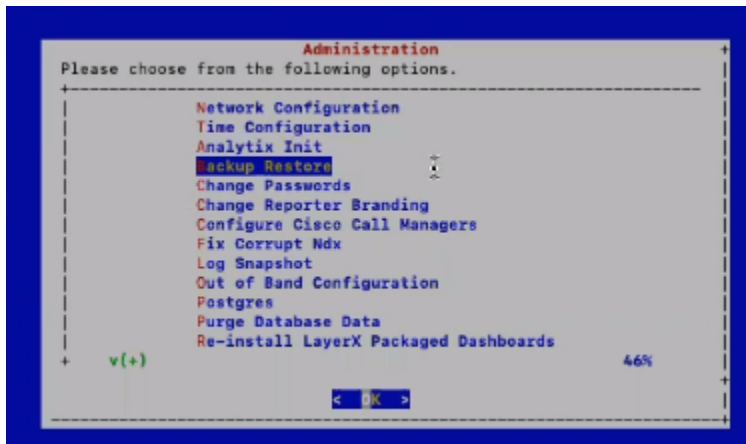 Administration
Please choose from the following options.
Network Configuration
Time Configuration
Analytix Init
Backup Restore
Change Passwords
Change Reporter Branding
Configure Cisco Call Managers
Fix Corrupt Ndx
Log Snapshot
Out of Band Configuration
Postgres
Purge Database Data
Re-install LayerX Packaged Dashboards
v(+) 46%
< OK >